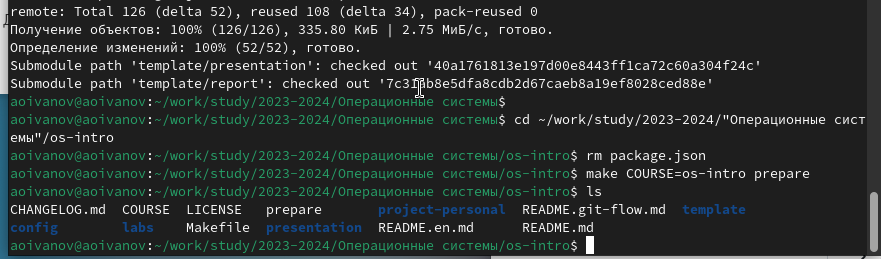 remote: Total 126 (delta 52), reused 108 (delta 34), pack-reused 0
Получение объектов: 100% (126/126), 335.80 КиБ | 2.75 МиБ/с, готово.
Определение изменений: 100% (52/52), готово.
Submodule path 'template/presentation': checked out '40a1761813e197d00e8443ff1ca72c60a304f24c'
Submodule path 'template/report': checked out
aoivanov@aoivanov:~/work/study/2023-2024/Операционные системы$
aoivanov@aoivanov:~/work/study/2023-2024/Операционные системы$ cd ~/work/study/2023-2024/"Операционные сист
емы"/os-intro
aoivanov@aoivanov:~/work/study/2023-2024/Операционные системы/os-intro$ rm package.json
aoivanov@aoivanov:~/work/study/2023-2024/Операционные системы/os-intro$ make COURSE=os-intro prepare
aoivanov@aoivanov:~/work/study/2023-2024/Операционные системы/os-intro$ ls
CHANGELOG.md COURSE LICENSE prepare project-personal README.git-flow.md template
config labs Makefile presentation README.en.md README.md
aoivanov@aoivanov:~/work/study/2023-2024/Операционные системы/os-intro$